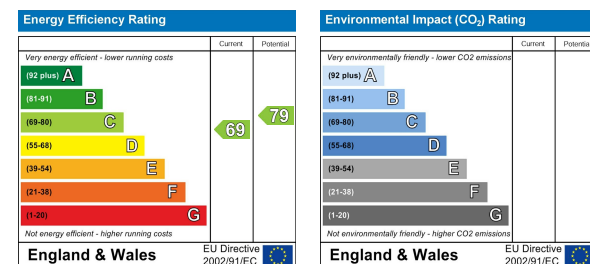 Energy Efficiency Rating
Current Potential
Very energy efficient - lower running costs
(92 plus) A
(81-91) B
(69-80) C
(55-68) D
(39-54) E
(21-38) F
(1-20) G
69
79
Not energy efficient - higher running costs
England & Wales
EU Directive
2002/91/EC
Environmental Impact (CO₂) Rating
Current Potentia
Very environmentally friendly - lower CO2 emissions
(92 plus) A
(81-91) B
(69-80) C
(55-68) D
(39-54) E
(21-38) F
(1-20) G
Not environmentally friendly - higher CO2 emissions
England & Wales
EU Directive
2002/91/EC